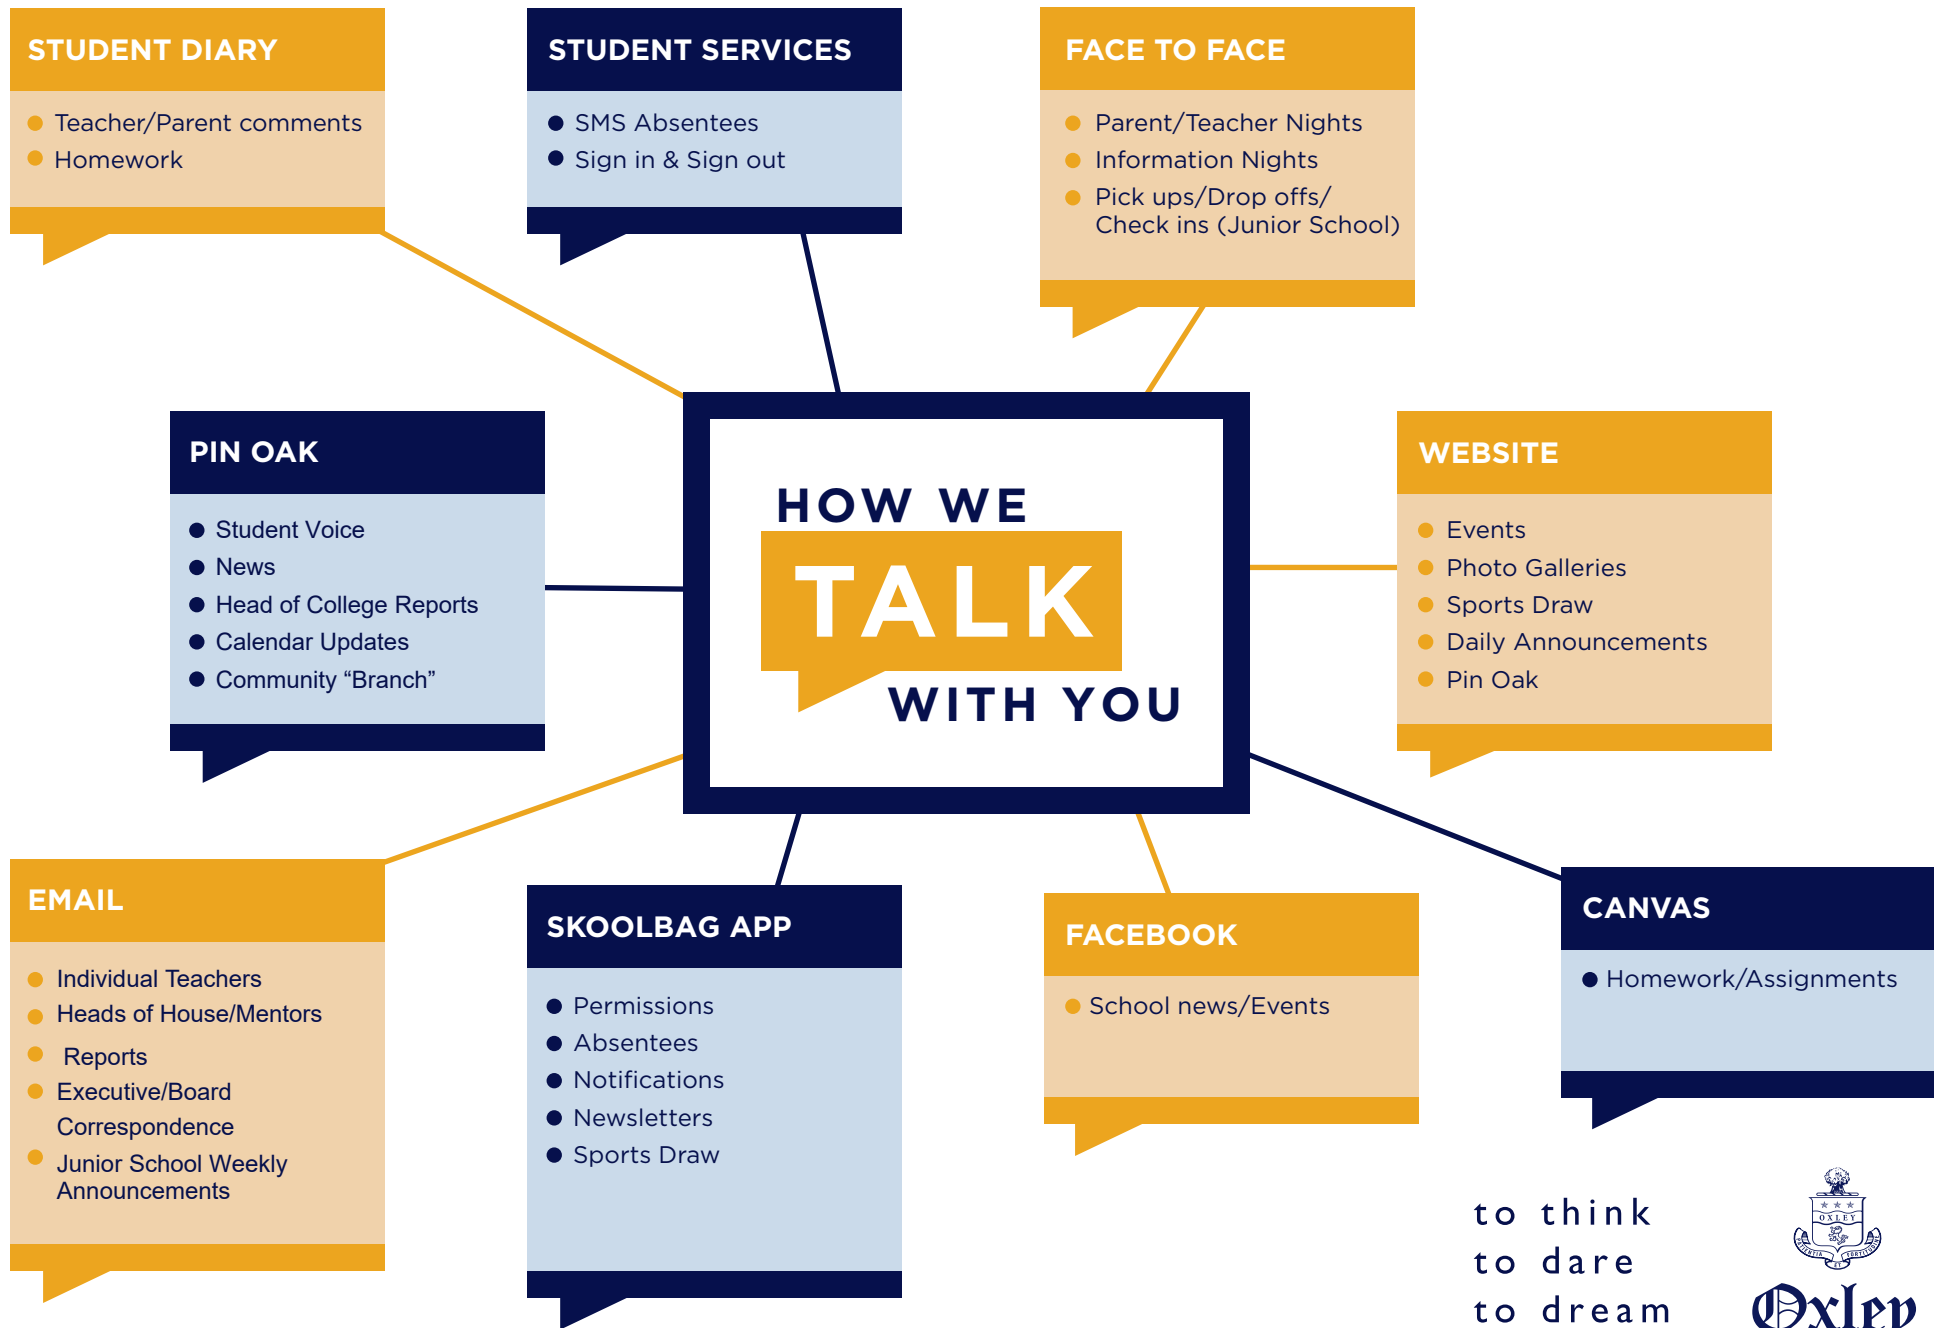 STUDENT DIARY
Teacher/Parent comments
Homework
STUDENT SERVICES
SMS Absentees
Sign in & Sign out
FACE TO FACE
Parent/Teacher Nights
Information Nights
Pick ups/Drop offs/
Check ins (Junior School)
PIN OAK
Student Voice
News
Head of College Reports
Calendar Updates
Community “Branch”
HOW WE
TALK
WITH YOU
WEBSITE
Events
Photo Galleries
Sports Draw
Daily Announcements
Pin Oak
EMAIL
Individual Teachers
Heads of House/Mentors
Reports
Executive/Board
Correspondence
Junior School Weekly
Announcements
SKOOLBAG APP
Permissions
Absentees
Notifications
Newsletters
Sports Draw
FACEBOOK
School news/Events
CANVAS
Homework/Assignments
to think
to dare
to dream
OXLEY
PATIENTIA ET FORTITUDINE
Oxley